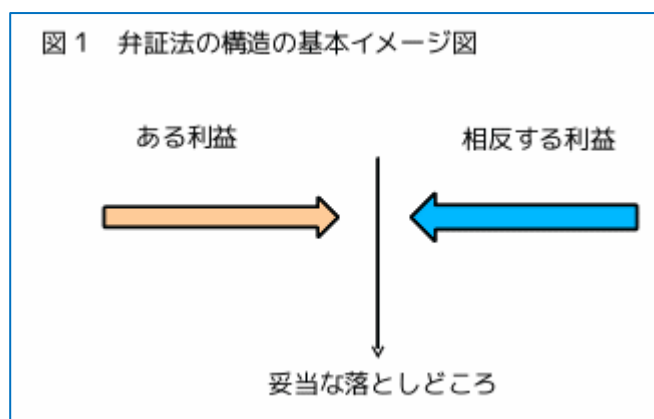 図1 弁証法の構造の基本イメージ図
ある利益
相反する利益
妥当な落としどころ